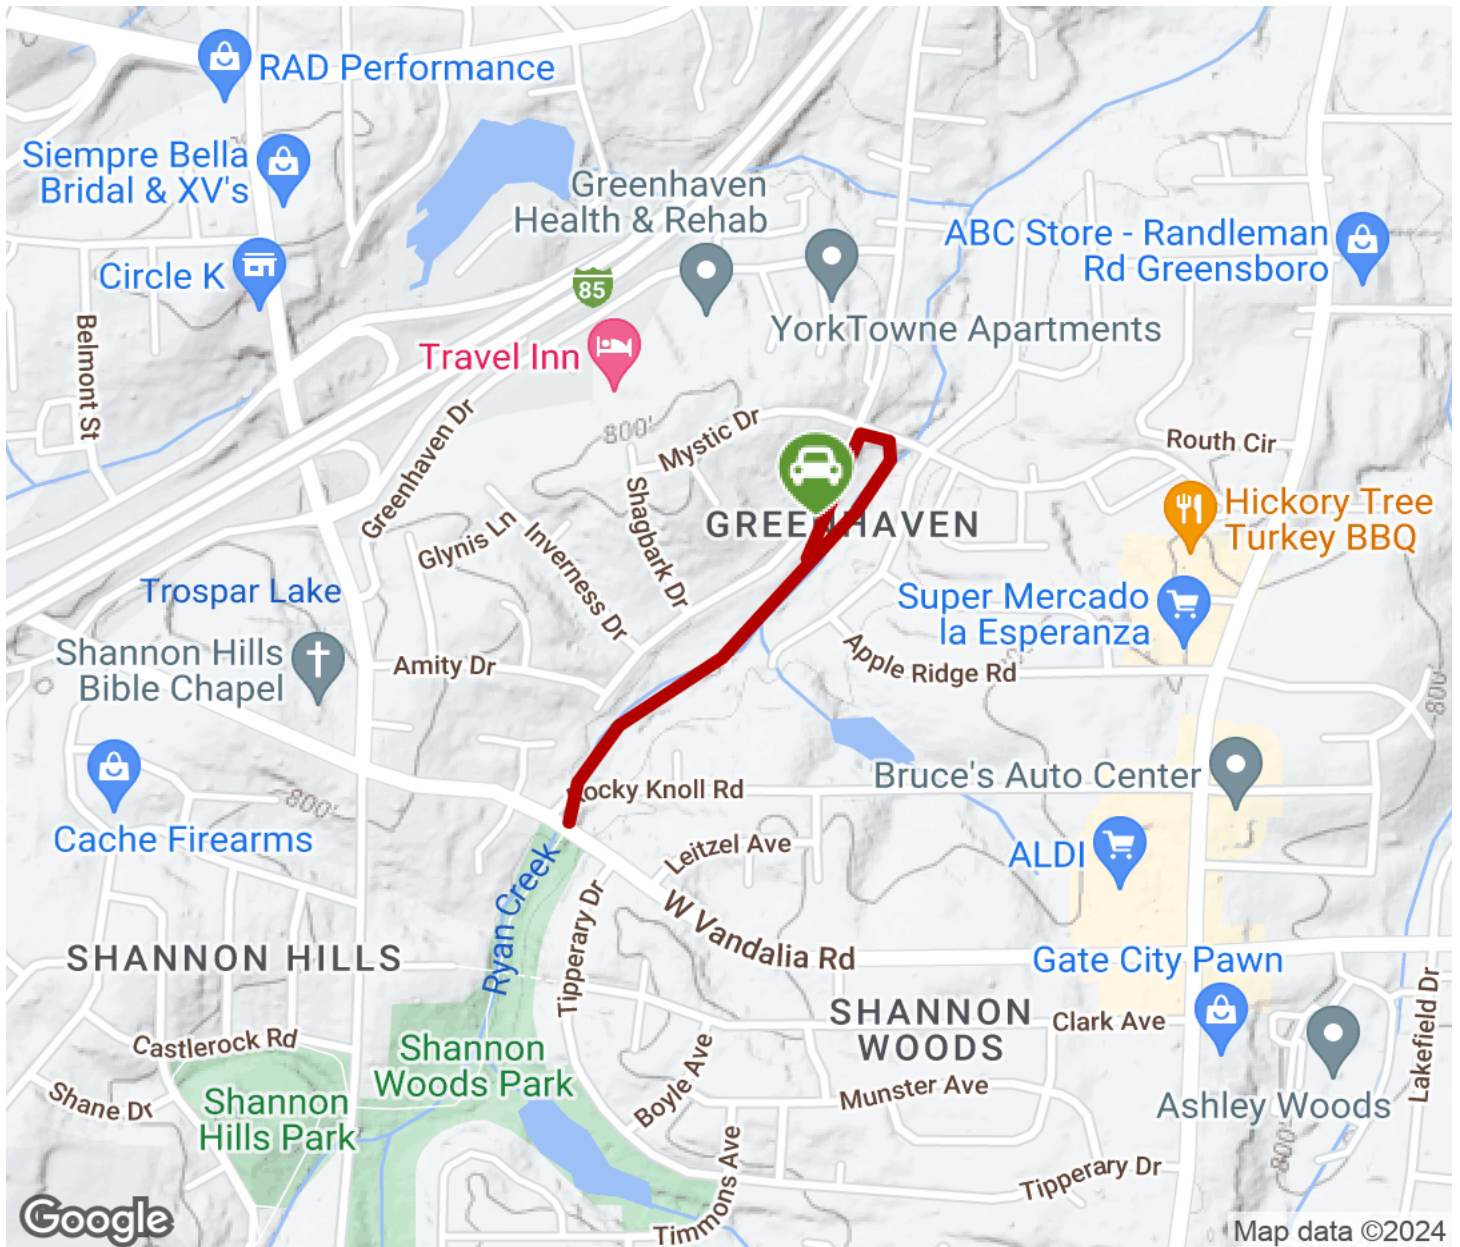 RAD Performance
Siempre Bella
Bridal & XV's
Greenhaven
Health & Rehab
ABC Store - Randleman
Rd Greensboro
Circle K
85
YorkTowne Apartments
Travel Inn
Belmont St
Greenhaven Dr
800'
Mystic Dr
Routh Cir
Shagbark Dr
Glynis Ln
Inverness Dr
GREENHAVEN
Hickory Tree
Turkey BBQ
Trospar Lake
Super Mercado
la Esperanza
Shannon Hills
Bible Chapel
Amity Dr
Apple Ridge Rd
800'
Rocky Knoll Rd
Bruce's Auto Center
800'
Cache Firearms
Leitzel Ave
ALDI
Ryan Creek
Tipperary Dr
W Vandalia Rd
SHANNON HILLS
Gate City Pawn
SHANNON
WOODS
Clark Ave
Lakefield Dr
Castlerock Rd
Shannon
Woods Park
Boyle Ave
Munster Ave
Shane Dr
Shannon
Hills Park
Ashley Woods
800'
Timmons Ave
Tipperary Dr
Google
Map data ©2024